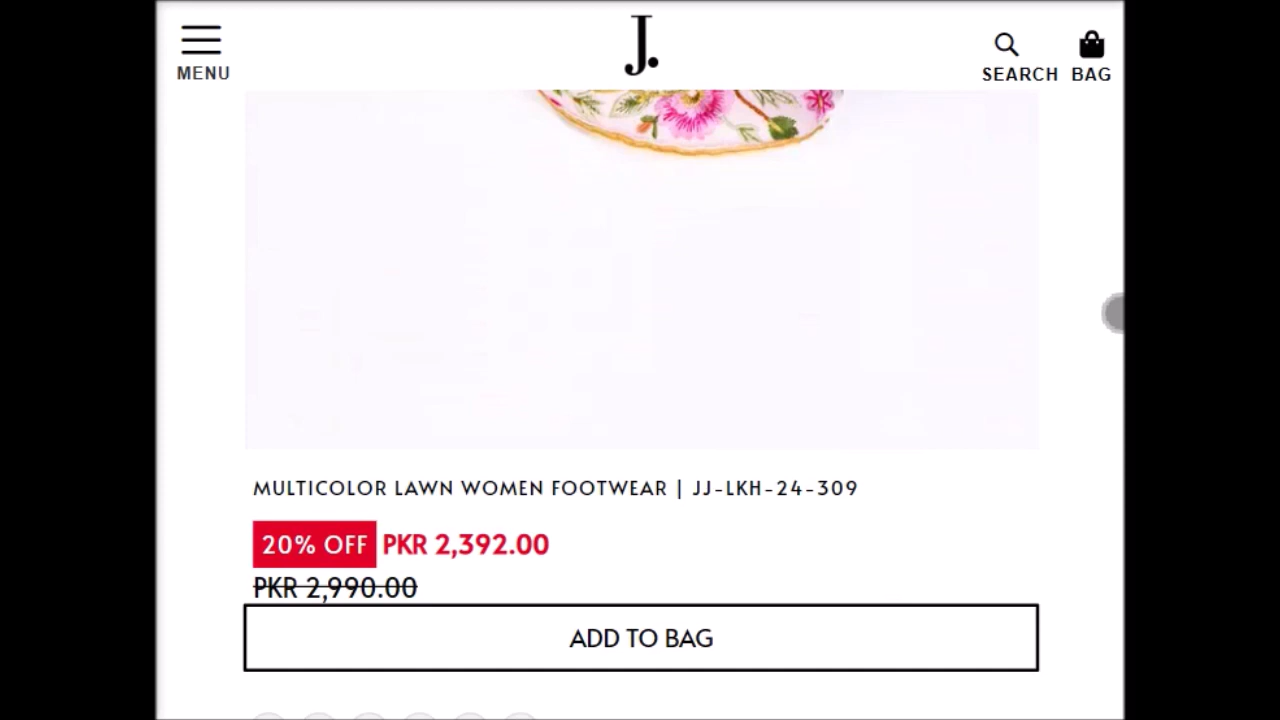 J.
MENU
SEARCH BAG
MULTICOLOR LAWN WOMEN FOOTWEAR | JJ-LKH-24-309
20% OFF PKR 2,392.00
PKR 2,990.00
ADD TO BAG